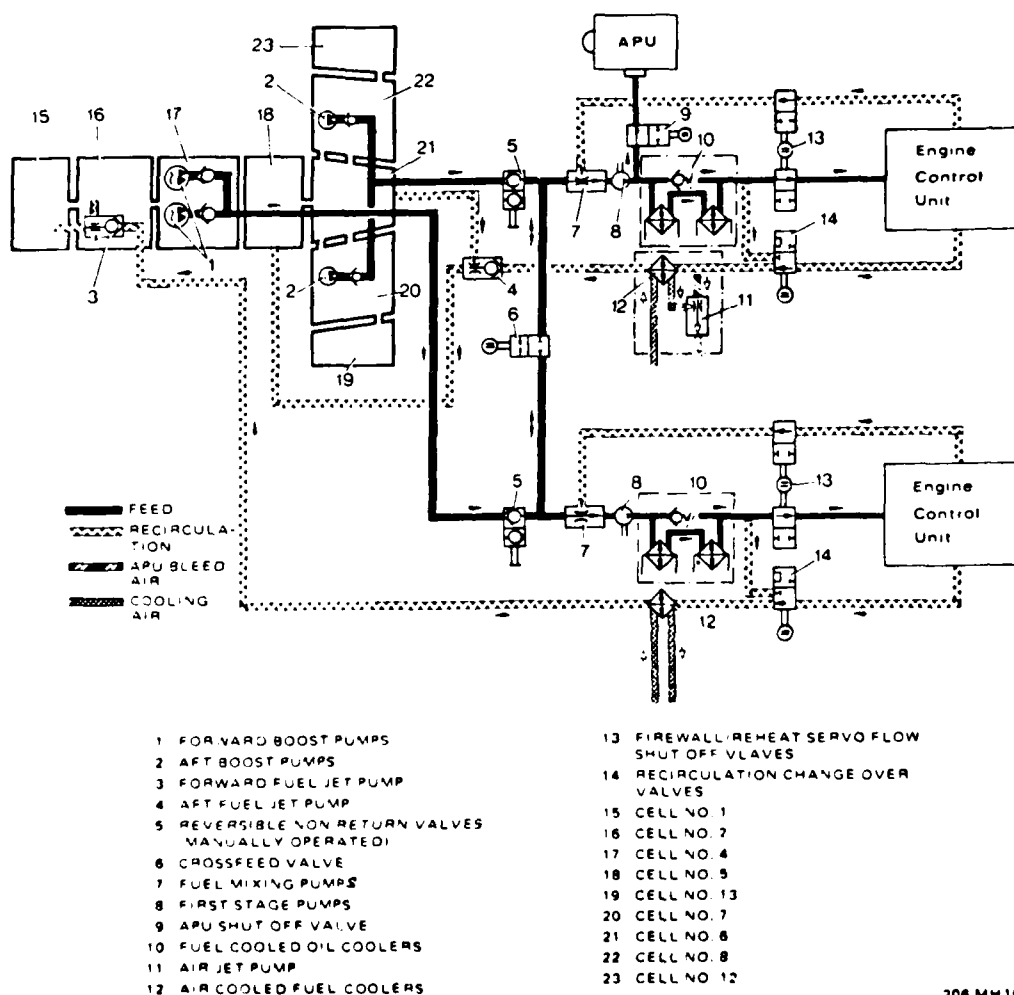 23
APU
2
22
9
15
16
17
18
21
5
10
13
Engine
Control
Unit
7
8
14
1
2
3
20
4
12
11
6
19
5
8
10
13
Engine
Control
Unit
7
14
12
FEED
RECIRCULA-
TION
APU BLEED
AIR
COOLING
AIR
1 FORWARD BOOST PUMPS
2 AFT BOOST PUMPS
3 FORWARD FUEL JET PUMP
4 AFT FUEL JET PUMP
5 REVERSIBLE NON RETURN VALVES
MANUALLY OPERATED)
6 CROSSFEED VALVE
7 FUEL MIXING PUMPS
8 FIRST STAGE PUMPS
9 APU SHUT OFF VALVE
10 FUEL COOLED OIL COOLERS
11 AIR JET PUMP
12 AIR COOLED FUEL COOLERS
13 FIREWALL/REHEAT SERVO FLOW
SHUT OFF VLAVES
14 RECIRCULATION CHANGE OVER
VALVES
15 CELL NO. 1
16 CELL NO. 2
17 CELL NO. 4
18 CELL NO. 5
19 CELL NO. 13
20 CELL NO. 7
21 CELL NO. 6
22 CELL NO. 8
23 CELL NO 12